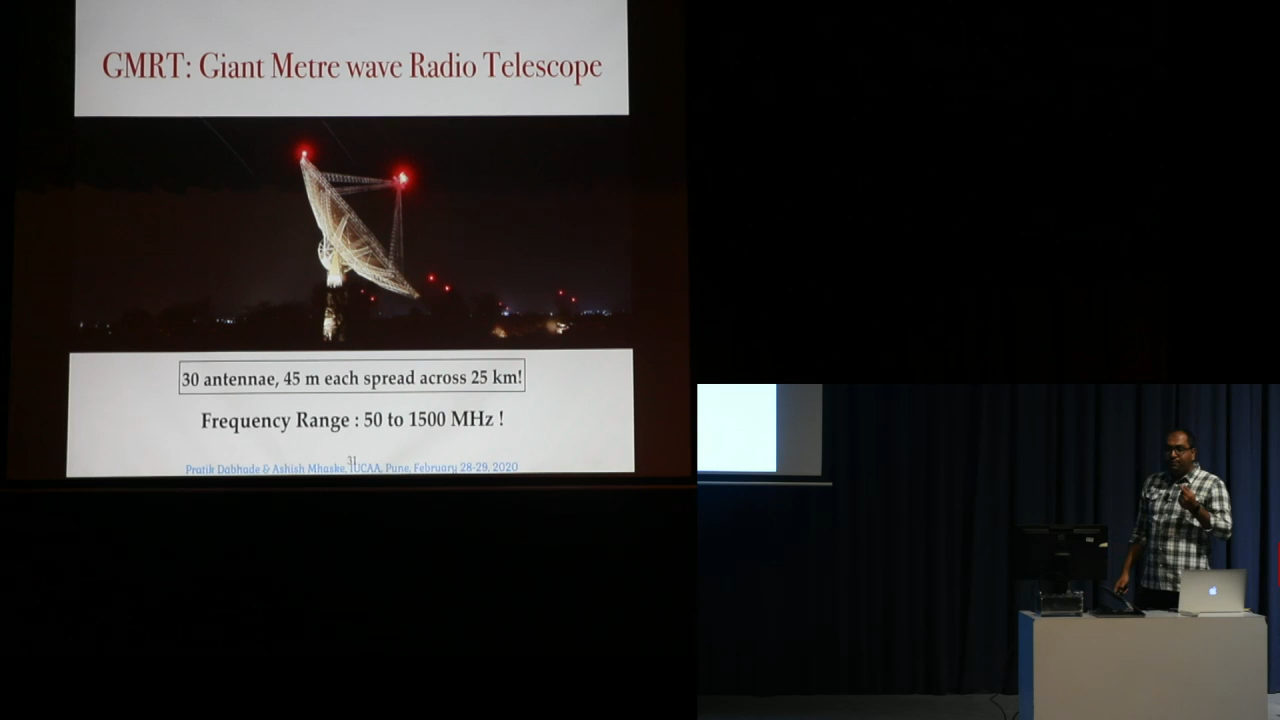 GMRT: Giant Metre wave Radio Telescope
30 antennae, 45 m each spread across 25 km!
Frequency Range : 50 to 1500 MHz !
31
Pratik Dabhade & Ashish Mhaske, IUCAA, Pune, February 28-29, 2020